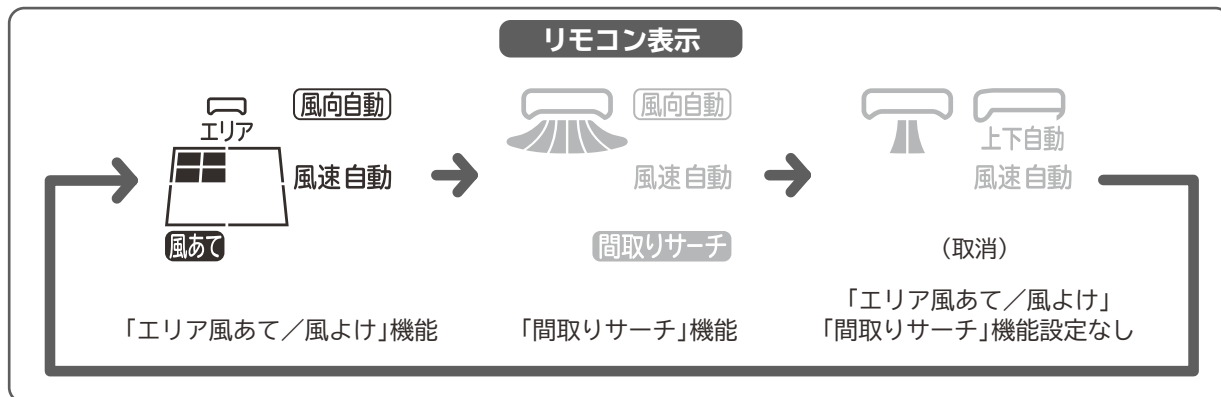 リモコン表示
エリア
風向自動
風速自動
風あて
「エリア風あて／風よけ」機能
風向自動
風速自動
間取りサーチ
「間取りサーチ」機能
上下自動
風速自動
（取消）
「エリア風あて／風よけ」
「間取りサーチ」機能設定なし